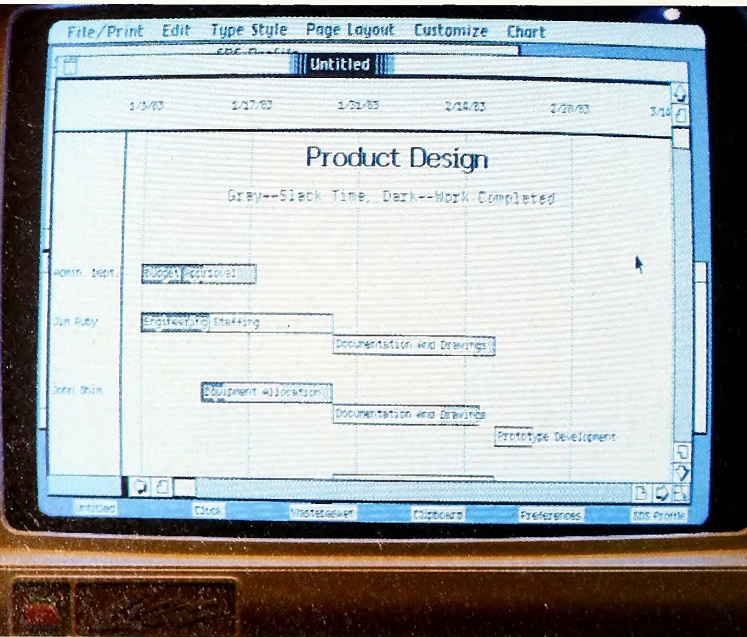 File/Print Edit Type Style Page Layout Customize Chart
Untitled
1/3/83 1/17/83 1/31/83 2/14/83 2/28/83 3/14
Product Design
Gray--Slack Time, Dark--Work Completed
Admin. Dept. Budget Approval
Jim Ruby Engineering Staffing
Documentation And Drawings
John Shim Equipment Allocation
Documentation And Drawings
Prototype Development
Untitled Clock Wastebasket Clipboard Preferences SDS Profile